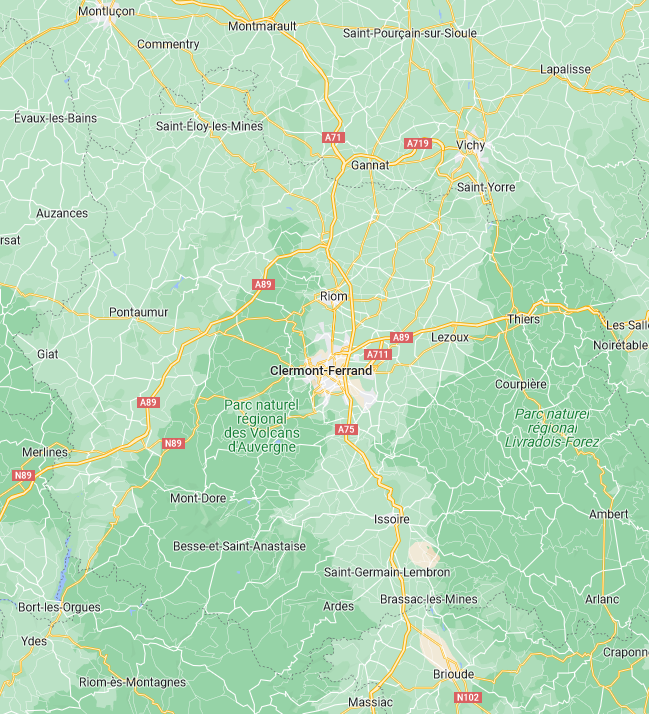 Montluçon
Montmarault
Commentry
Saint-Pourçain-sur-Sioule
Lapalisse
Évaux-les-Bains
Saint-Éloy-les-Mines
A71
A719
Vichy
Gannat
Saint-Yorre
Auzances
rsat
A89
Riom
Pontaumur
Thiers
Les Salle
A89
Lezoux
Noirétable
Giat
A711
Clermont-Ferrand
Courpière
A89
Parc naturel
régional
des Volcans
d'Auvergne
Parc naturel
régional
Livradois-Forez
A75
N89
Merlines
N89
Mont-Dore
Issoire
Ambert
Besse-et-Saint-Anastaise
Saint-Germain-Lembron
Bort-les-Orgues
Ardes
Brassac-les-Mines
Arlanc
Ydes
Craponn
Brioude
Riom-ès-Montagnes
N102
Massiac